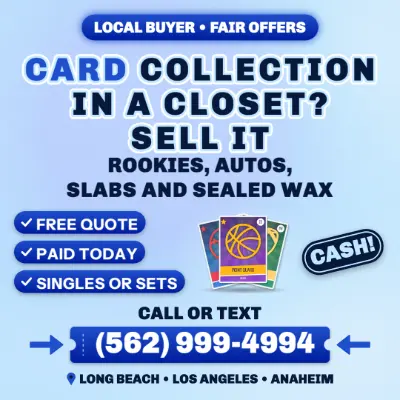 LOCAL BUYER • FAIR OFFERS
CARD COLLECTION
IN A CLOSET?
SELL IT
ROOKIES, AUTOS,
SLABS AND SEALED WAX
✓ FREE QUOTE
✓ PAID TODAY
✓ SINGLES OR SETS
CASH!
CALL OR TEXT
(562) 999-4994
LONG BEACH • LOS ANGELES • ANAHEIM